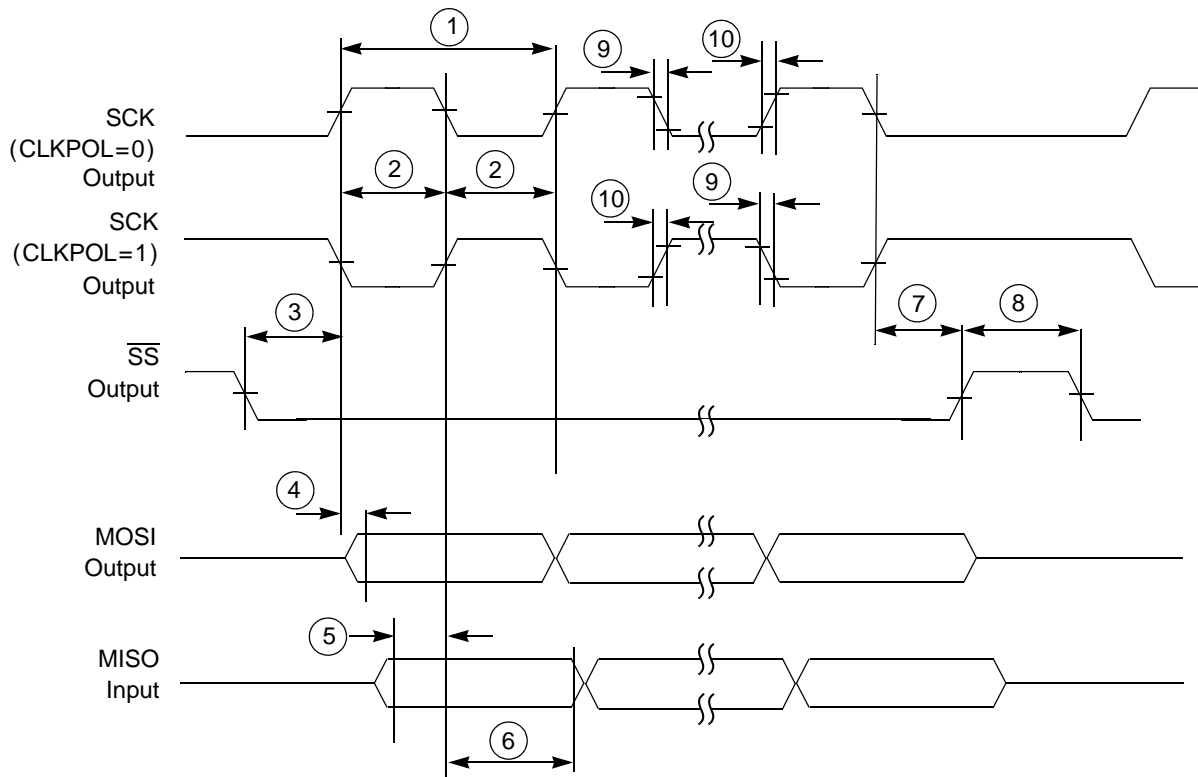 1
9
10
SCK
(CLKPOL=0)
Output
2
2
SCK
(CLKPOL=1)
Output
10
9
3
7
8
SS
Output
4
MOSI
Output
5
MISO
Input
6